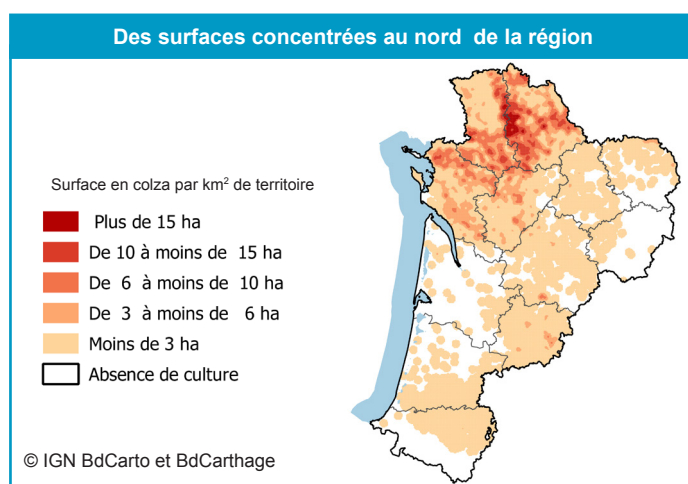 Des surfaces concentrées au nord de la région
Surface en colza par km² de territoire
Plus de 15 ha
De 10 à moins de 15 ha
De 6 à moins de 10 ha
De 3 à moins de 6 ha
Moins de 3 ha
Absence de culture
© IGN BdCarto et BdCarthage